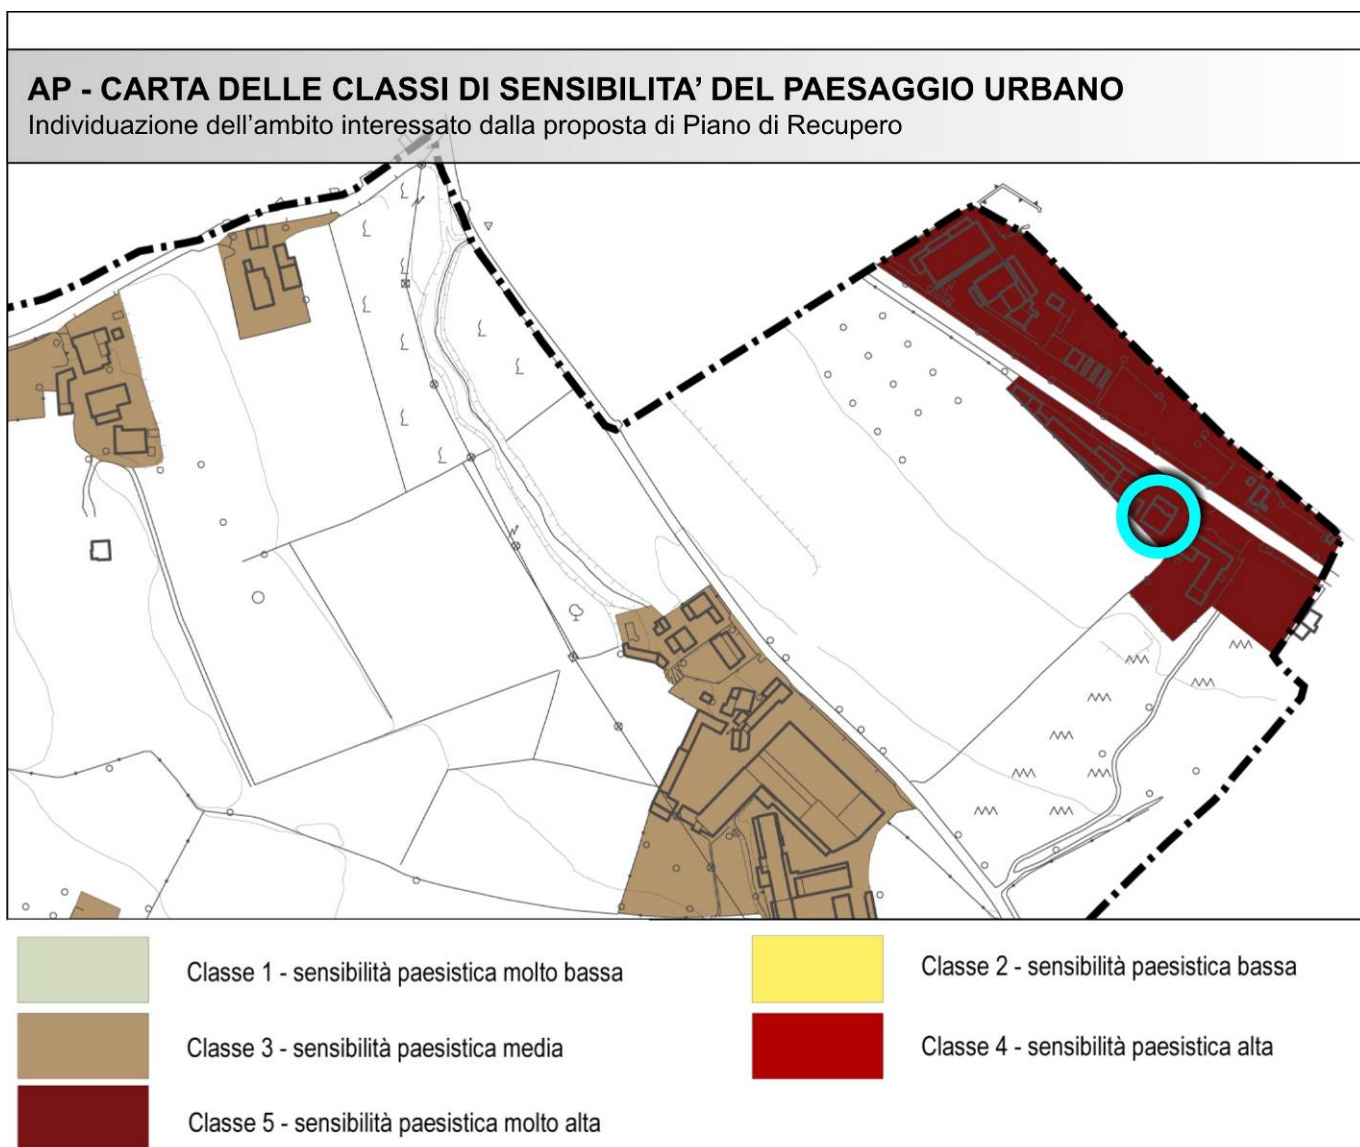 AP - CARTA DELLE CLASSI DI SENSIBILITA’ DEL PAESAGGIO URBANO
Individuazione dell’ambito interessato dalla proposta di Piano di Recupero
Classe 1 - sensibilità paesistica molto bassa
Classe 2 - sensibilità paesistica bassa
Classe 3 - sensibilità paesistica media
Classe 4 - sensibilità paesistica alta
Classe 5 - sensibilità paesistica molto alta